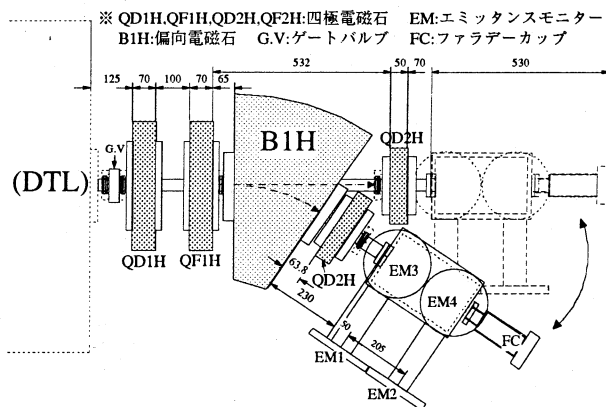 ※ QD1H,QF1H,QD2H,QF2H:四極電磁石 EM:エミッタンスモニター
B1H:偏向電磁石 G.V:ゲートバルブ FC:ファラデーカップ
532 530
125 70 100 70 65 50 70
QD2H
G.V
B1H
(DTL)
QD1H QF1H
63.8
QD2H
230
EM3
EM4
50
205
FC
EM1
EM2